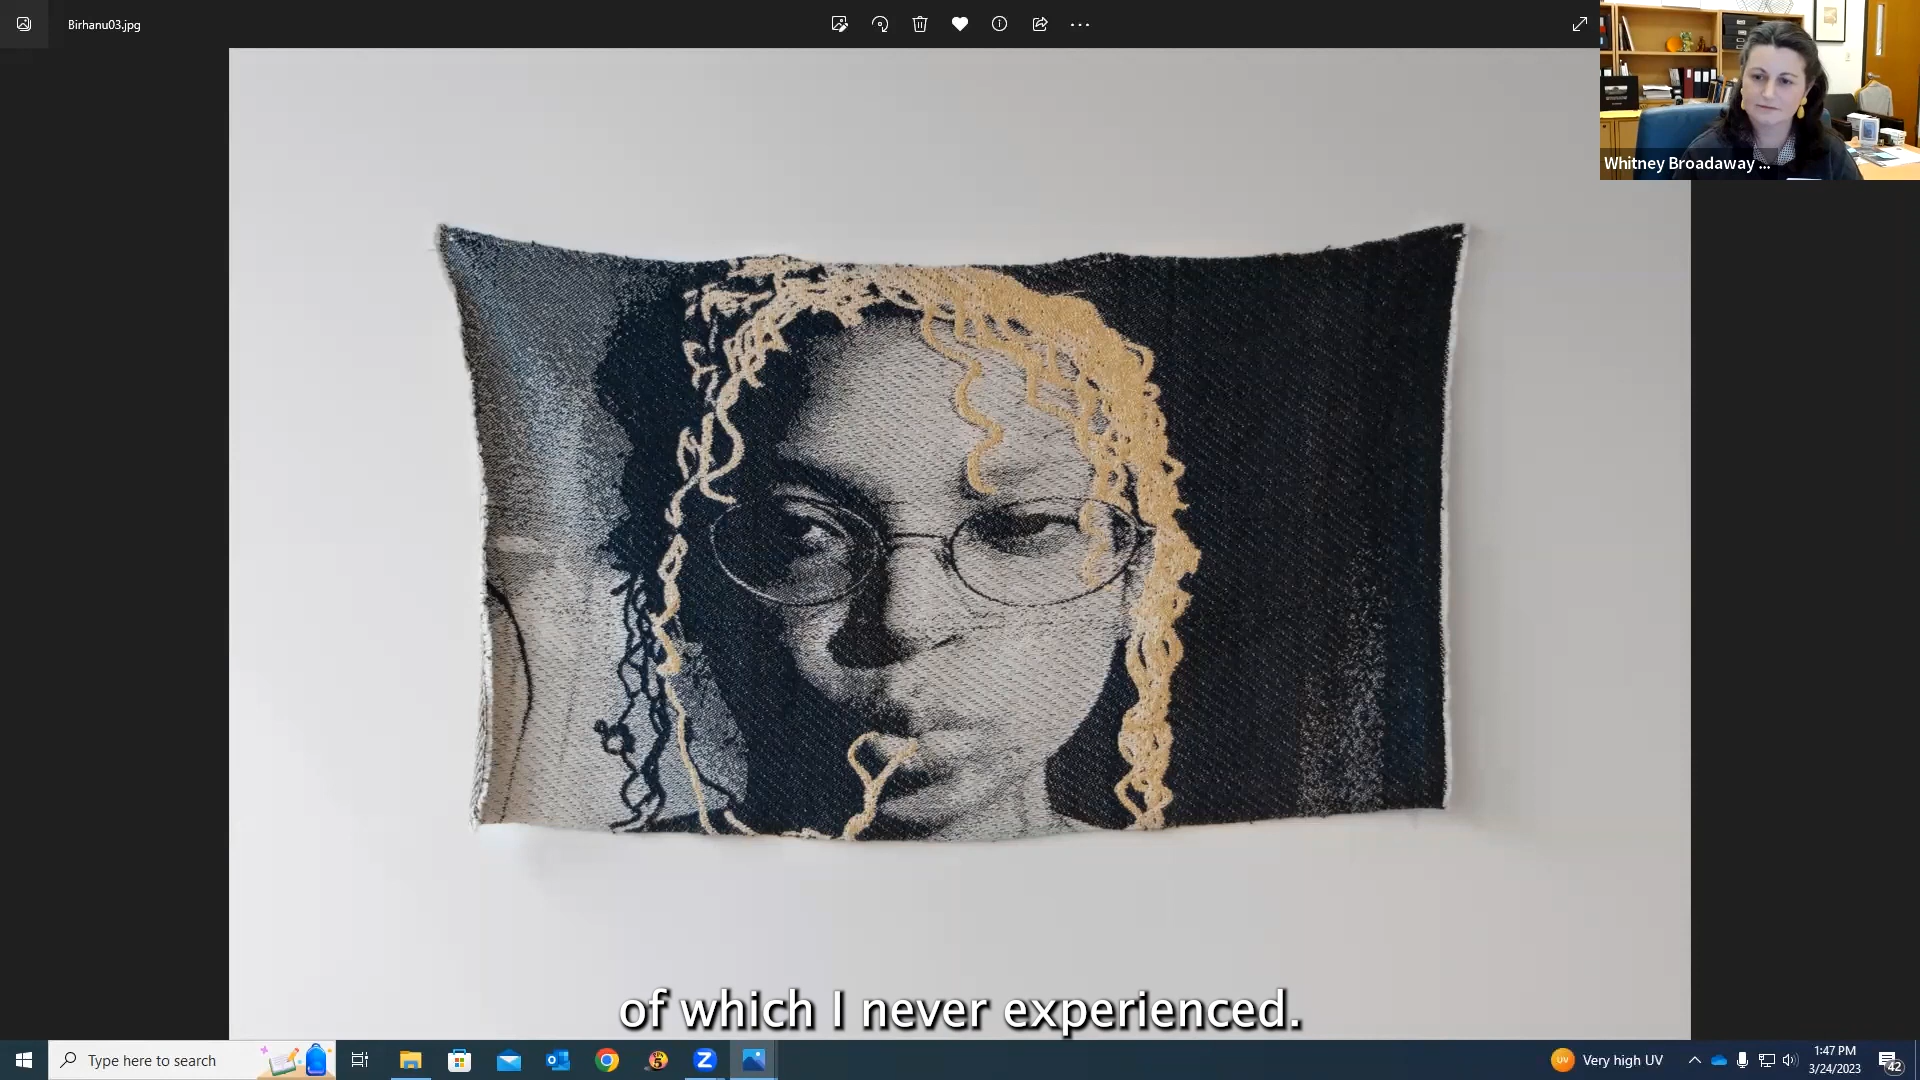 Birhanu03.jpg
Whitney Broadaway ...
of which I never experienced.
Type here to search
Very high UV
1:47 PM
3/24/2023
42